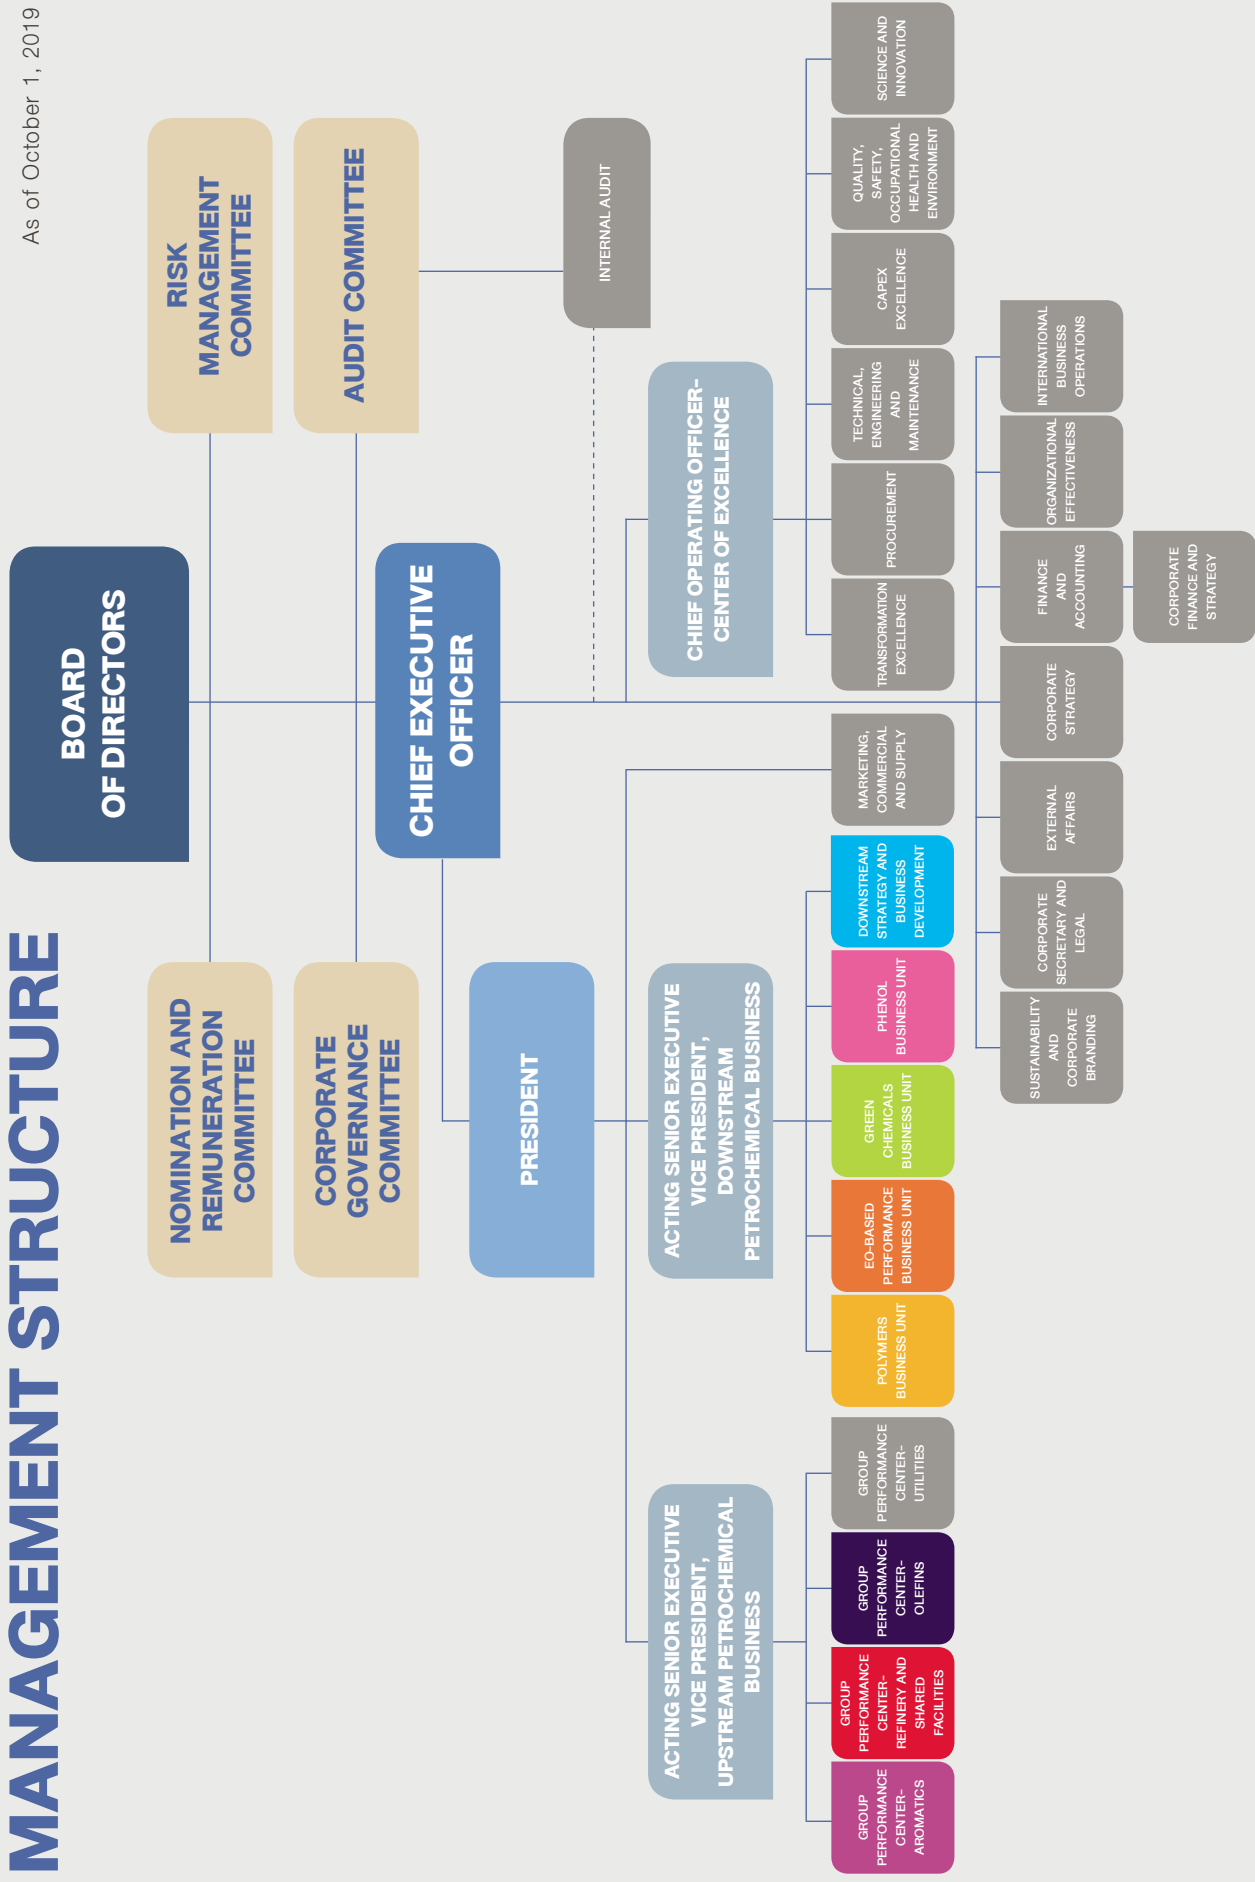 MANAGEMENT STRUCTURE
As of October 1, 2019
BOARD
OF DIRECTORS
NOMINATION AND
REMUNERATION
COMMITTEE
RISK
MANAGEMENT
COMMITTEE
CORPORATE
GOVERNANCE
COMMITTEE
AUDIT COMMITTEE
CHIEF EXECUTIVE
OFFICER
PRESIDENT
INTERNAL AUDIT
ACTING SENIOR EXECUTIVE
VICE PRESIDENT,
UPSTREAM PETROCHEMICAL
BUSINESS
ACTING SENIOR EXECUTIVE
VICE PRESIDENT,
DOWNSTREAM
PETROCHEMICAL BUSINESS
CHIEF OPERATING OFFICER–
CENTER OF EXCELLENCE
GROUP
PERFORMANCE
CENTER–
AROMATICS
GROUP
PERFORMANCE
CENTER–
REFINERY AND
SHARED
FACILITIES
GROUP
PERFORMANCE
CENTER–
OLEFINS
GROUP
PERFORMANCE
CENTER–
UTILITIES
POLYMERS
BUSINESS UNIT
EO-BASED
PERFORMANCE
BUSINESS UNIT
GREEN
CHEMICALS
BUSINESS UNIT
PHENOL
BUSINESS UNIT
DOWNSTREAM
STRATEGY AND
BUSINESS
DEVELOPMENT
MARKETING,
COMMERCIAL
AND SUPPLY
TRANSFORMATION
EXCELLENCE
PROCUREMENT
TECHNICAL,
ENGINEERING
AND
MAINTENANCE
CAPEX
EXCELLENCE
QUALITY,
SAFETY,
OCCUPATIONAL
HEALTH AND
ENVIRONMENT
SCIENCE AND
INNOVATION
SUSTAINABILITY
AND
CORPORATE
BRANDING
CORPORATE
SECRETARY AND
LEGAL
EXTERNAL
AFFAIRS
CORPORATE
STRATEGY
FINANCE
AND
ACCOUNTING
ORGANIZATIONAL
EFFECTIVENESS
INTERNATIONAL
BUSINESS
OPERATIONS
CORPORATE
FINANCE AND
STRATEGY